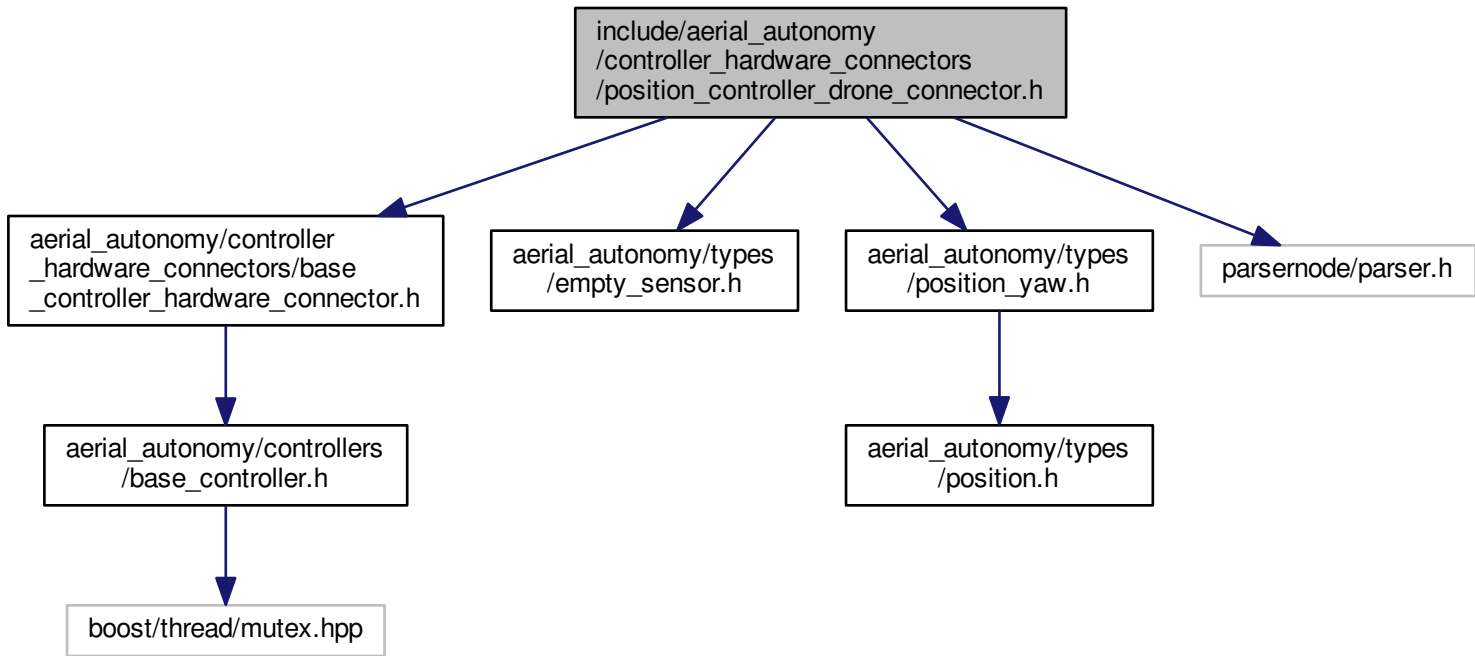 include/aerial_autonomy
/controller_hardware_connectors
/position_controller_drone_connector.h
aerial_autonomy/controller
_hardware_connectors/base
_controller_hardware_connector.h
aerial_autonomy/types
/empty_sensor.h
aerial_autonomy/types
/position_yaw.h
parsernode/parser.h
aerial_autonomy/controllers
/base_controller.h
aerial_autonomy/types
/position.h
boost/thread/mutex.hpp